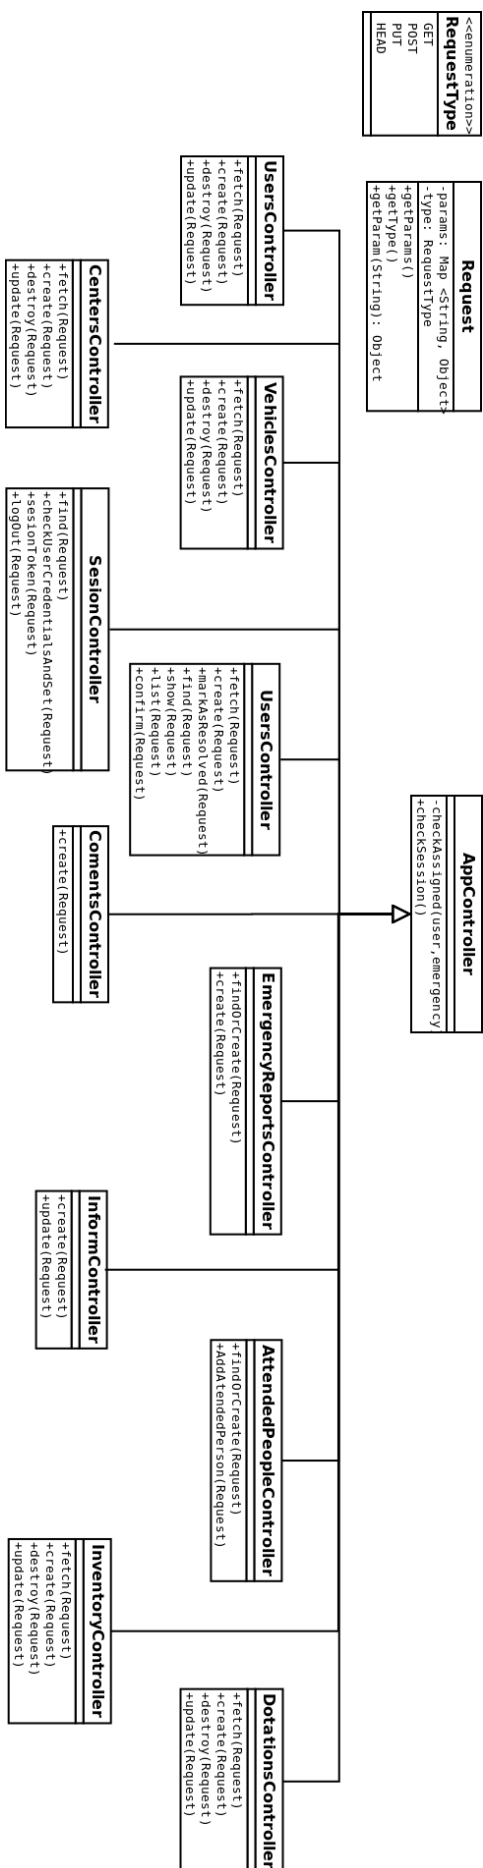 <<enumeration>>
RequestType
GET
POST
PUT
HEAD
Request
-params: Map <String, Object>
-type: RequestType
+getParams()
+getType()
+getParam(String): Object
AppController
-checkAssigned(user,emergency
+checkSession()
UsersController
+fetch(Request)
+create(Request)
+destroy(Request)
+update(Request)
VehiclesController
+fetch(Request)
+create(Request)
+destroy(Request)
+update(Request)
UsersController
+fetch(Request)
+create(Request)
+markAsResolved(Request)
+find(Request)
+show(Request)
+list(Request)
+confirm(Request)
EmergencyReportsController
+findOrCreate(Request)
+create(Request)
AttendedPeopleController
+findOrCreate(Request)
+AddAtendedPerson(Request)
DotationsController
+fetch(Request)
+create(Request)
+destroy(Request)
+update(Request)
CentersController
+fetch(Request)
+create(Request)
+destroy(Request)
+update(Request)
SesionController
+find(Request)
+checkUserCredentialsAndSet(Request)
+sesionToken(Request)
+logOut(Request)
ComentsController
+create(Request)
InformController
+create(Request)
+update(Request)
InventoryController
+fetch(Request)
+create(Request)
+destroy(Request)
+update(Request)